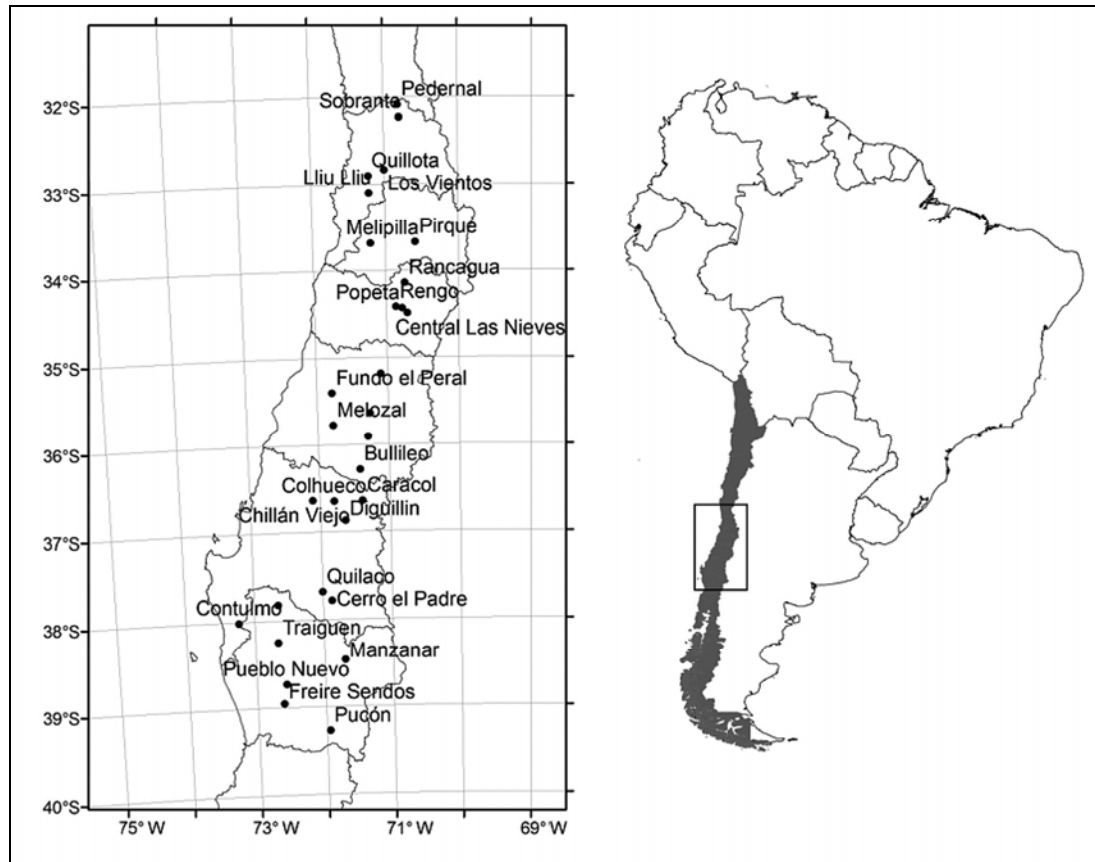 Pedernal
Sobrante
32°S
Quillota
Lliu Lliu Los Vientos
33°S
Melipilla Pirque
Rancagua
34°S
Popeta Rengo
Central Las Nieves
35°S
Fundo el Peral
Melozal
36°S
Bullileo
Colhueco Caracol
Chillán Viejo Diguillin
37°S
Quilaco
Cerro el Padre
Contulmo
38°S
Traiguen
Manzanar
Pueblo Nuevo
Freire Sendos
39°S
Pucón
40°S
75°W 73°W 71°W 69°W